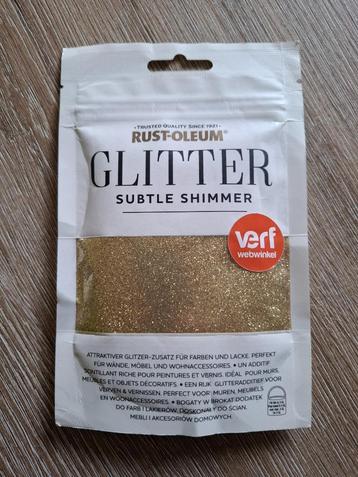 TRUSTED QUALITY SINCE 1921
RUST-OLEUM®
GLITTER
SUBTLE SHIMMER
verf
webwinkel
ATTRAKTIVER GLITZER-ZUSATZ FÜR FARBEN UND LACKE. PERFEKT
FÜR WÄNDE, MÖBEL UND WOHNACCESSOIRES. • UN ADDITIF
SCINTILLANT RICHE POUR PEINTURES ET VERNIS. IDÉAL POUR MURS,
MEUBLES ET OBJETS DÉCORATIFS. • EEN RIJK GLITTERADDITIEF VOOR
VERVEN & VERNISSEN. PERFECT VOOR: MUREN, MEUBELS
EN WOONACCESSOIRES. • BOGATY W BROKAT DODATEK
DO FARB I LAKIERÓW, DOSKONAŁY DO ŚCIAN,
MEBLI I AKCESORIÓW DOMOWYCH.